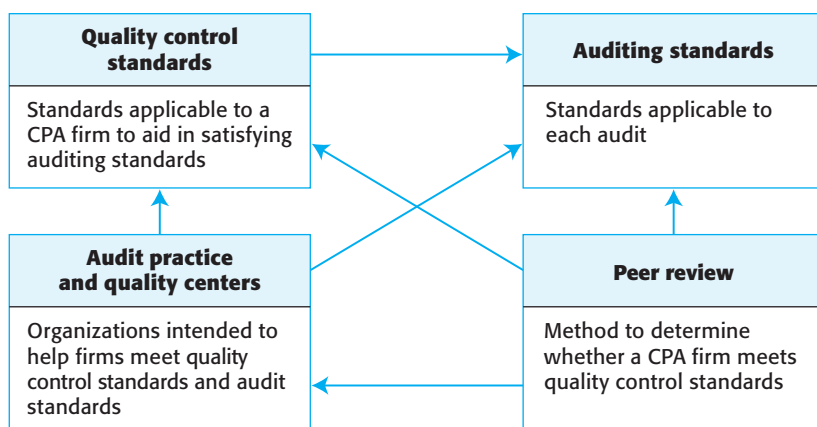 Quality control
standards
Standards applicable to a
CPA firm to aid in satisfying
auditing standards
Auditing standards
Standards applicable to
each audit
Audit practice
and quality centers
Organizations intended to
help firms meet quality
control standards and audit
standards
Peer review
Method to determine
whether a CPA firm meets
quality control standards